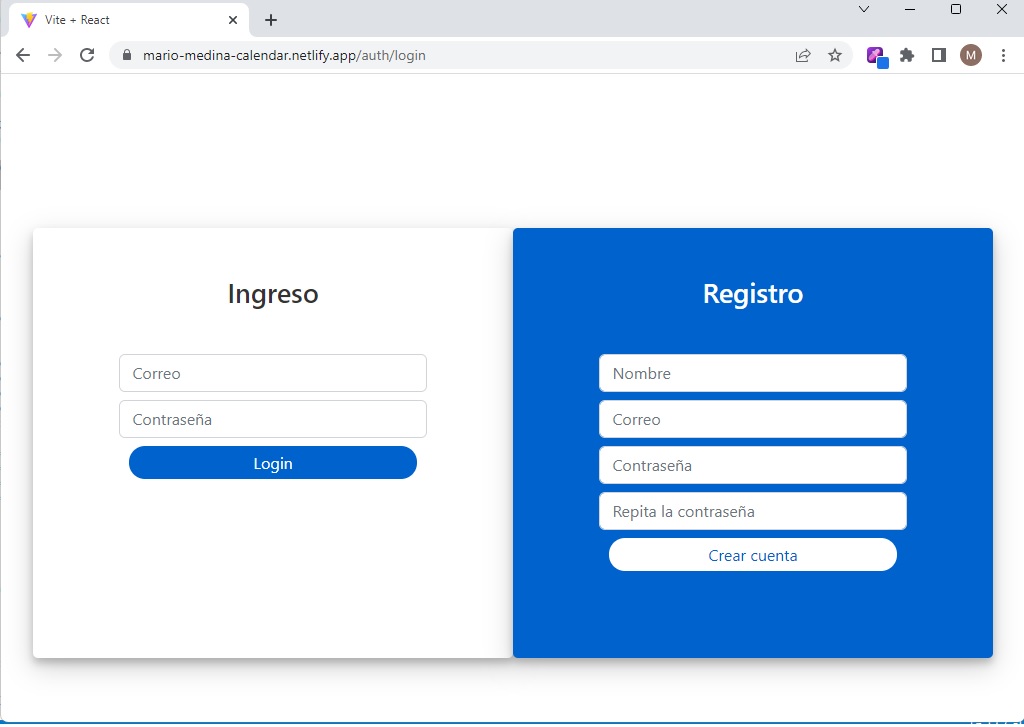 Vite + React
mario-medina-calendar.netlify.app/auth/login
M
Ingreso
Correo
Contraseña
Login
Registro
Nombre
Correo
Contraseña
Repita la contraseña
Crear cuenta